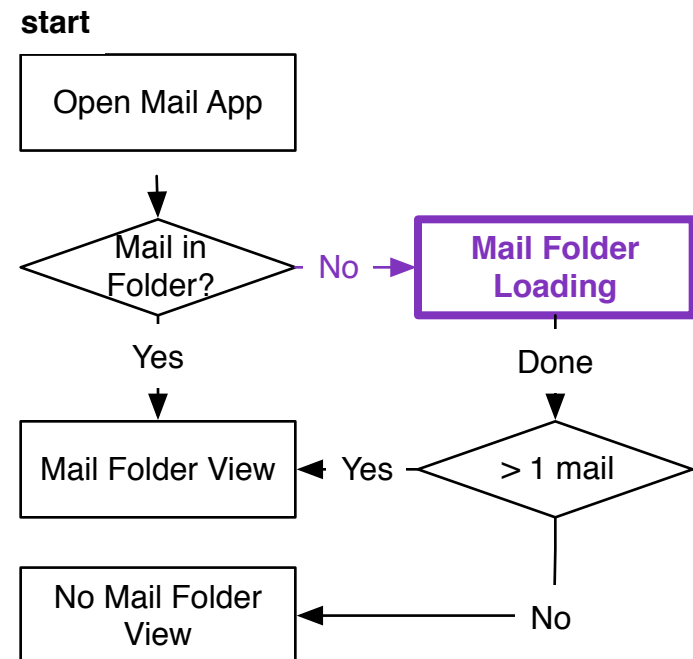 start
Open Mail App
Mail in
Folder?
No
Mail Folder
Loading
Yes
Done
Mail Folder View
Yes
> 1 mail
No Mail Folder
View
No